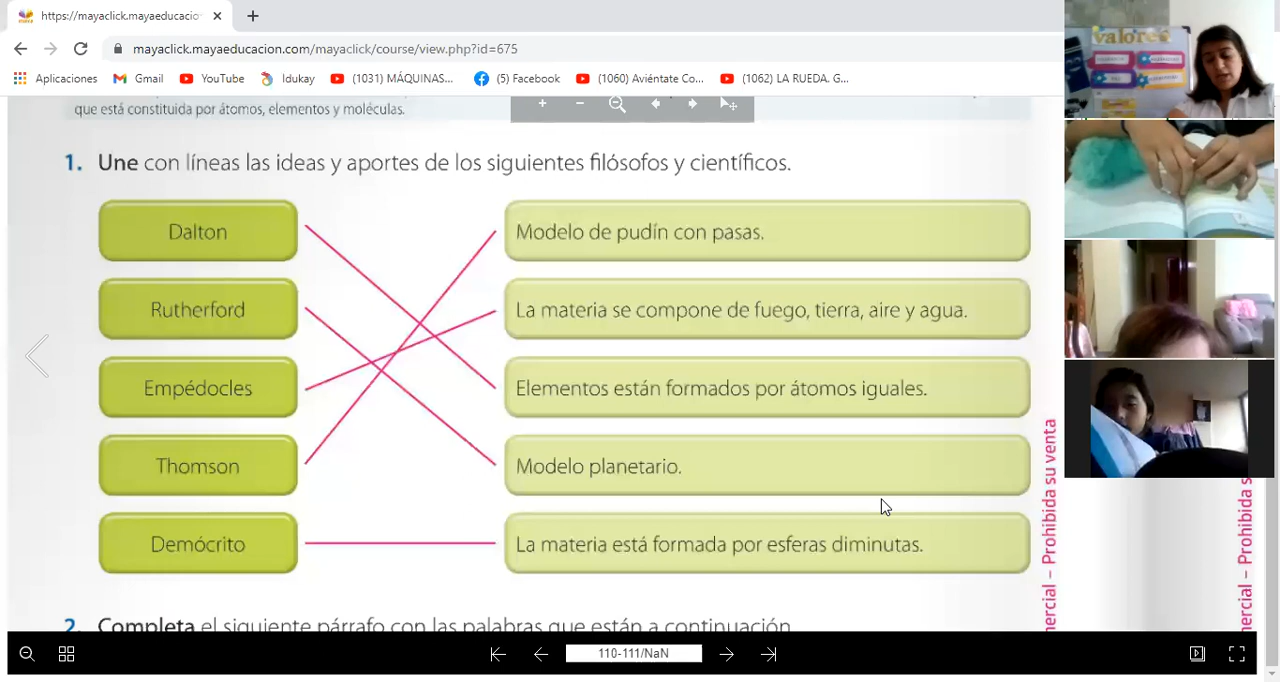 https://mayaclick.mayaeducacio
mayaclick.mayaeducacion.com/mayaclick/course/view.php?id=675
Aplicaciones
Gmail
YouTube
Idukay
(1031) MÁQUINAS...
(5) Facebook
(1060) Aviéntate Co...
(1062) LA RUEDA. G...
que está constituida por átomos, elementos y moléculas.
1. Une con líneas las ideas y aportes de los siguientes filósofos y científicos.
Dalton
Modelo de pudín con pasas.
Rutherford
La materia se compone de fuego, tierra, aire y agua.
Empédocles
Elementos están formados por átomos iguales.
Thomson
Modelo planetario.
Demócrito
La materia está formada por esferas diminutas.
2. Completa el siguiente párrafo con las palabras que están a continuación
110-111/NaN
mercial – Prohibida su venta
mercial – Prohibida s
valores